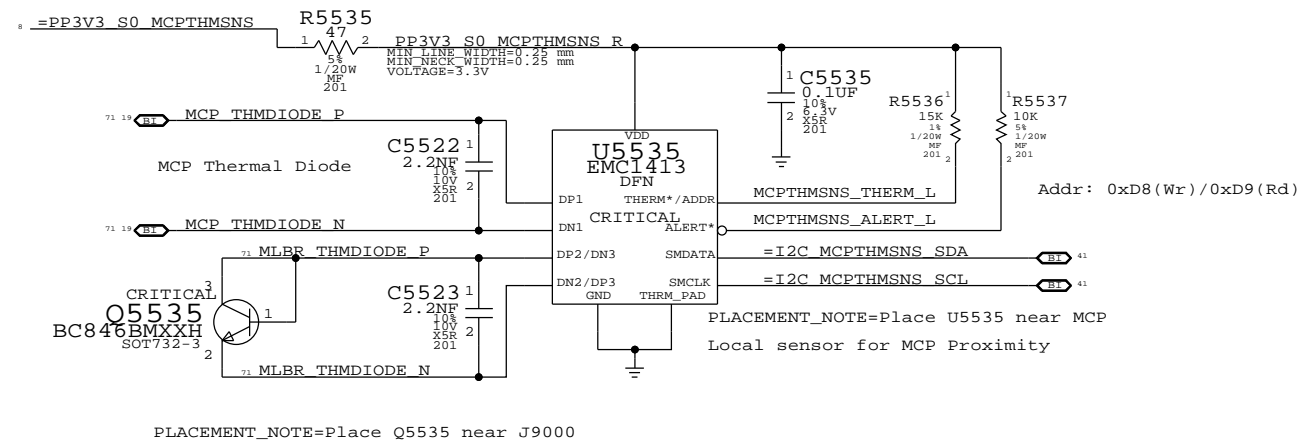 8 =PP3V3_S0_MCPTHMSNS
R5535
47
1 2
5%
1/20W
MF
201
PP3V3_S0_MCPTHMSNS_R
MIN_LINE_WIDTH=0.25 mm
MIN_NECK_WIDTH=0.25 mm
VOLTAGE=3.3V
1 C5535
0.1UF
10%
6.3V
2 X5R
201
R5536 1
15K
1%
1/20W
MF
201
2
1 R5537
10K
5%
1/20W
MF
2 201
71 19 BI MCP_THMDIODE_P
MCP Thermal Diode
C5522 1
2.2NF
10%
10V
X5R 2
201
71 19 BI MCP_THMDIODE_N
VDD
U5535
EMC1413
DFN
CRITICAL
DP1
DN1
DP2/DN3
DN2/DP3
THERM*/ADDR
ALERT*
SMDATA
SMCLK
GND THRM_PAD
MCPTHMSNS_THERM_L
MCPTHMSNS_ALERT_L
=I2C_MCPTHMSNS_SDA BI 41
=I2C_MCPTHMSNS_SCL BI 41
Addr: 0xD8(Wr)/0xD9(Rd)
71 MLBR_THMDIODE_P
3
CRITICAL
Q5535 1
BC846BMXXH
SOT732-3
2
C5523 1
2.2NF
10%
10V
X5R 2
201
71 MLBR_THMDIODE_N
PLACEMENT_NOTE=Place U5535 near MCP
Local sensor for MCP Proximity
PLACEMENT_NOTE=Place Q5535 near J9000